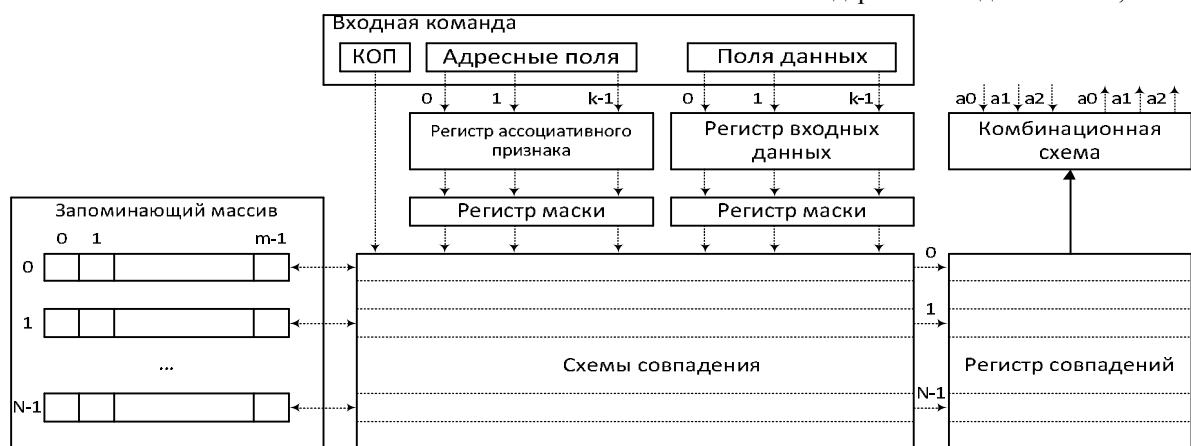 Входная команда
КОП Адресные поля Поля данных
0 1 k-1 0 1 k-1 a0 a1 a2 a0 a1 a2
Регистр ассоциативного
признака
Регистр входных
данных
Комбинационная
схема
Запоминающий массив
Регистр маски Регистр маски
0 1 m-1
0 0
1 1
... Схемы совпадения Регистр совпадений
N-1 N-1